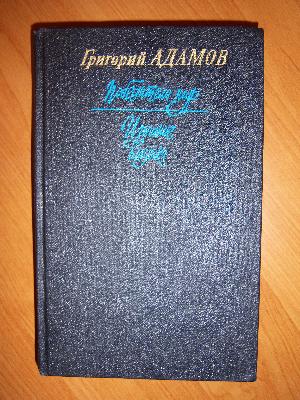 Григорий АДАМОВ
Победители недр
Изгнание
владыки